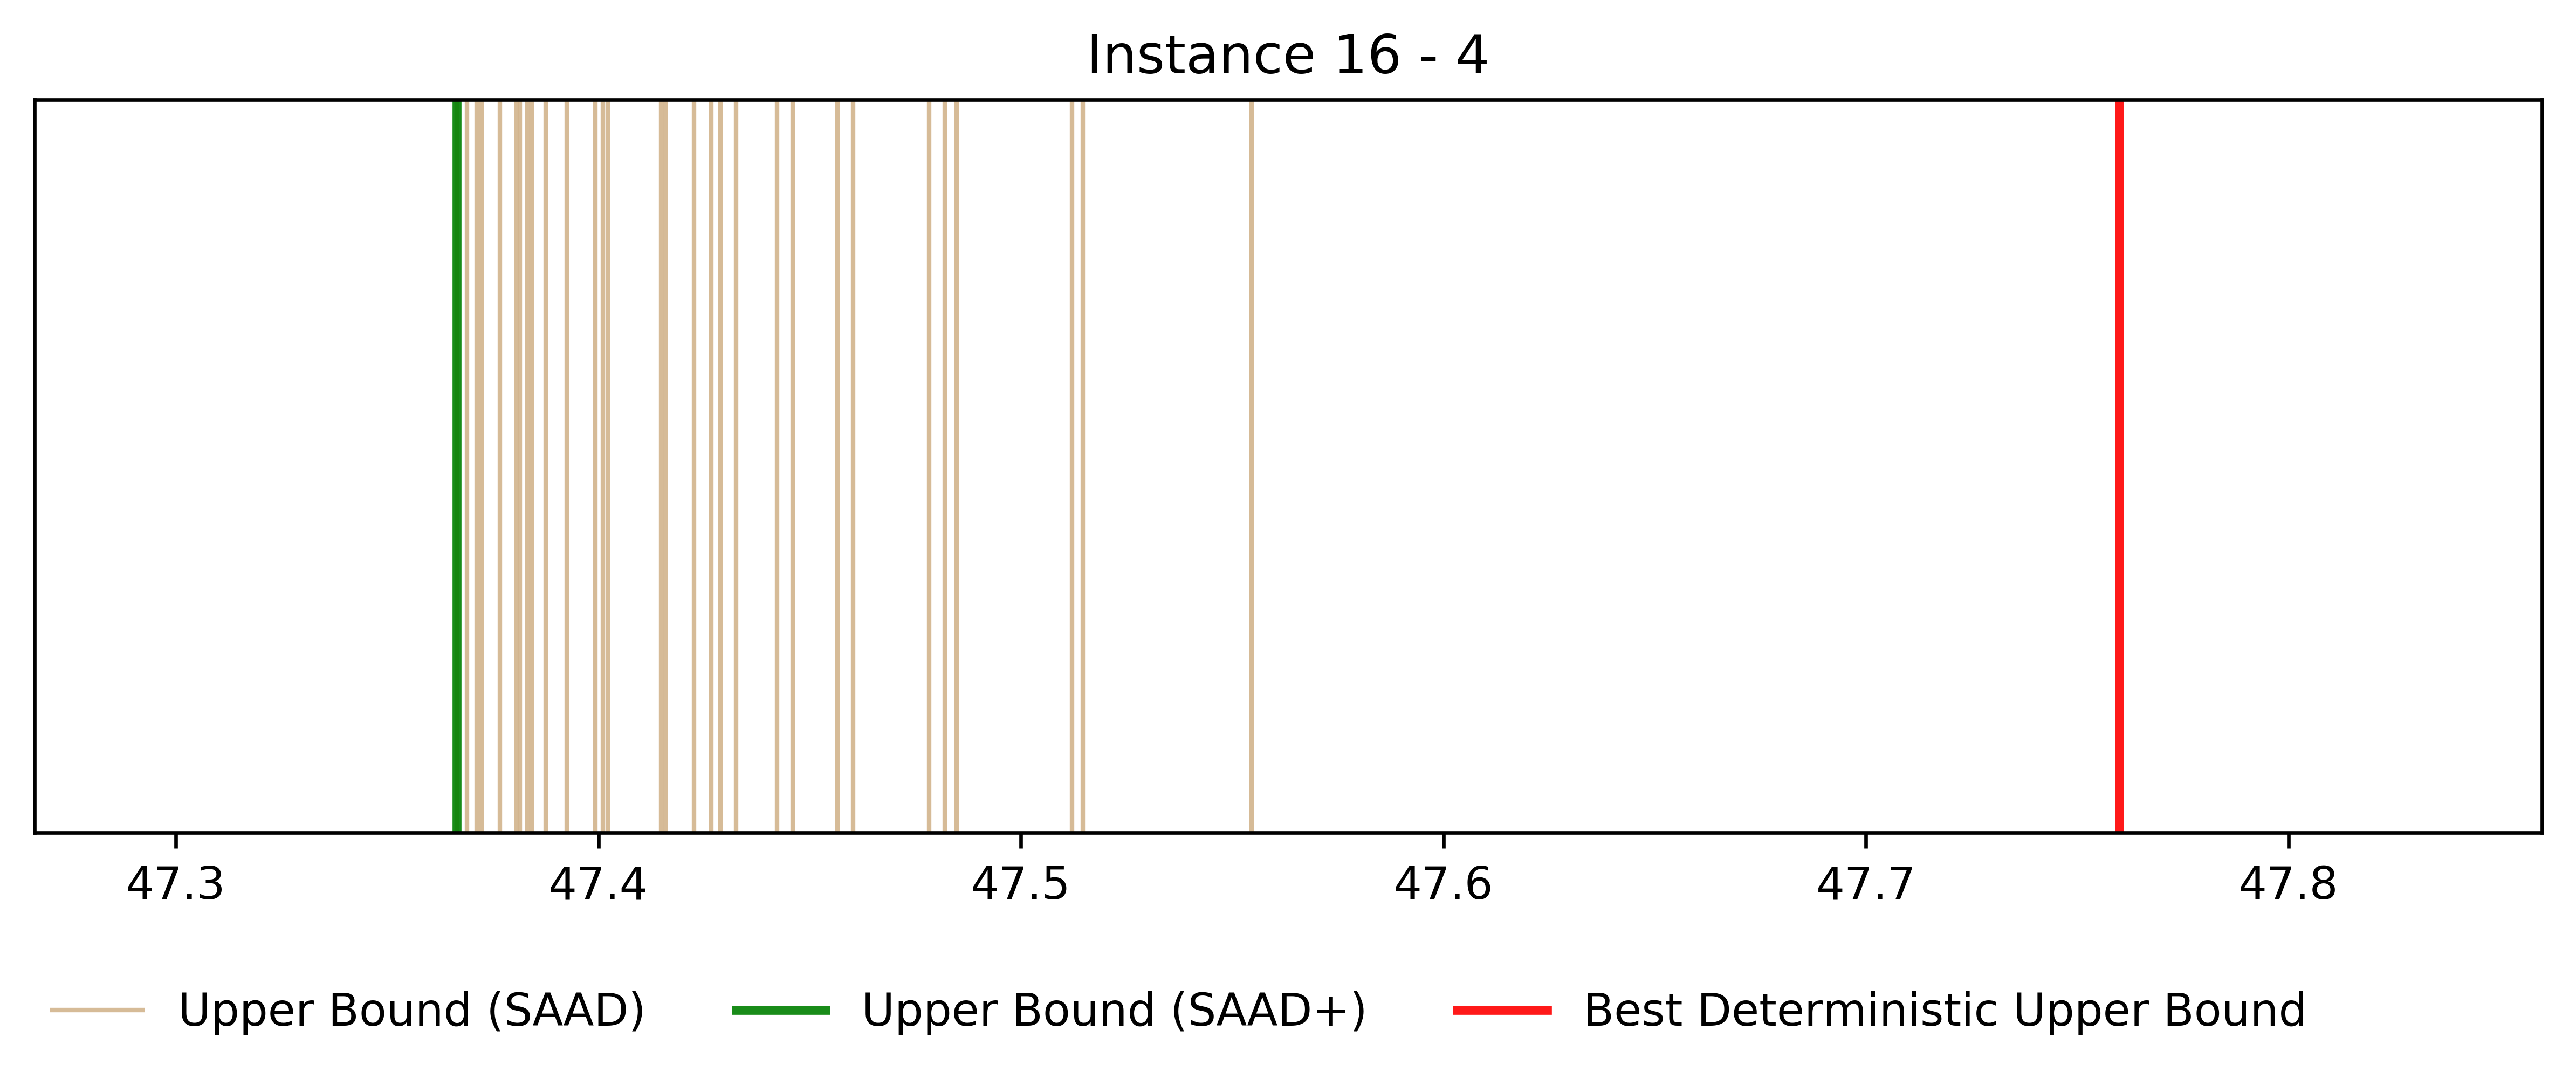 Instance 16 - 4
47.3 47.4 47.5 47.6 47.7 47.8
Upper Bound (SAAD) Upper Bound (SAAD+) Best Deterministic Upper Bound